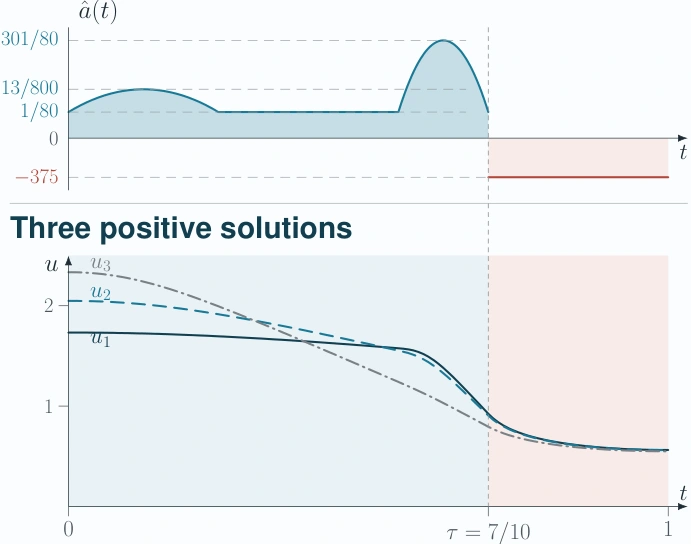 â(t)
301/80
13/800
1/80
0
t
−375
Three positive solutions
u
u₃
2
u₂
u₁
1
t
0
τ = 7/10
1